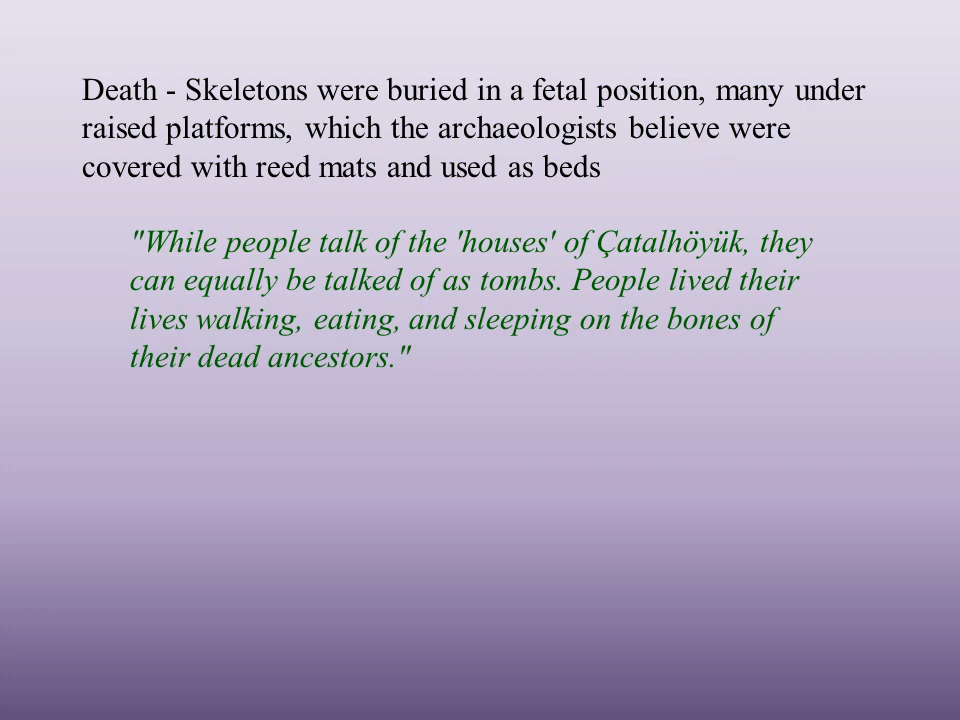 Death - Skeletons were buried in a fetal position, many under
raised platforms, which the archaeologists believe were
covered with reed mats and used as beds
"While people talk of the 'houses' of Çatalhöyük, they
can equally be talked of as tombs. People lived their
lives walking, eating, and sleeping on the bones of
their dead ancestors."